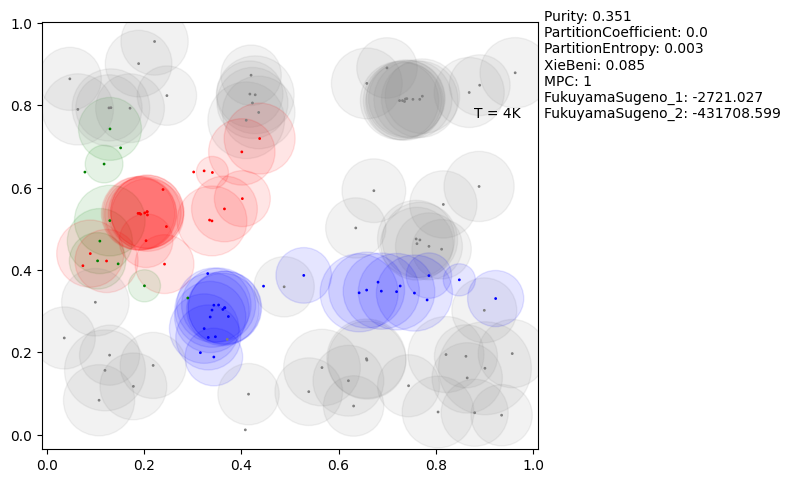 Purity: 0.351
PartitionCoefficient: 0.0
PartitionEntropy: 0.003
XieBeni: 0.085
MPC: 1
FukuyamaSugeno_1: -2721.027
FukuyamaSugeno_2: -431708.599
T = 4K
1.0
0.8
0.6
0.4
0.2
0.0
0.0 0.2 0.4 0.6 0.8 1.0